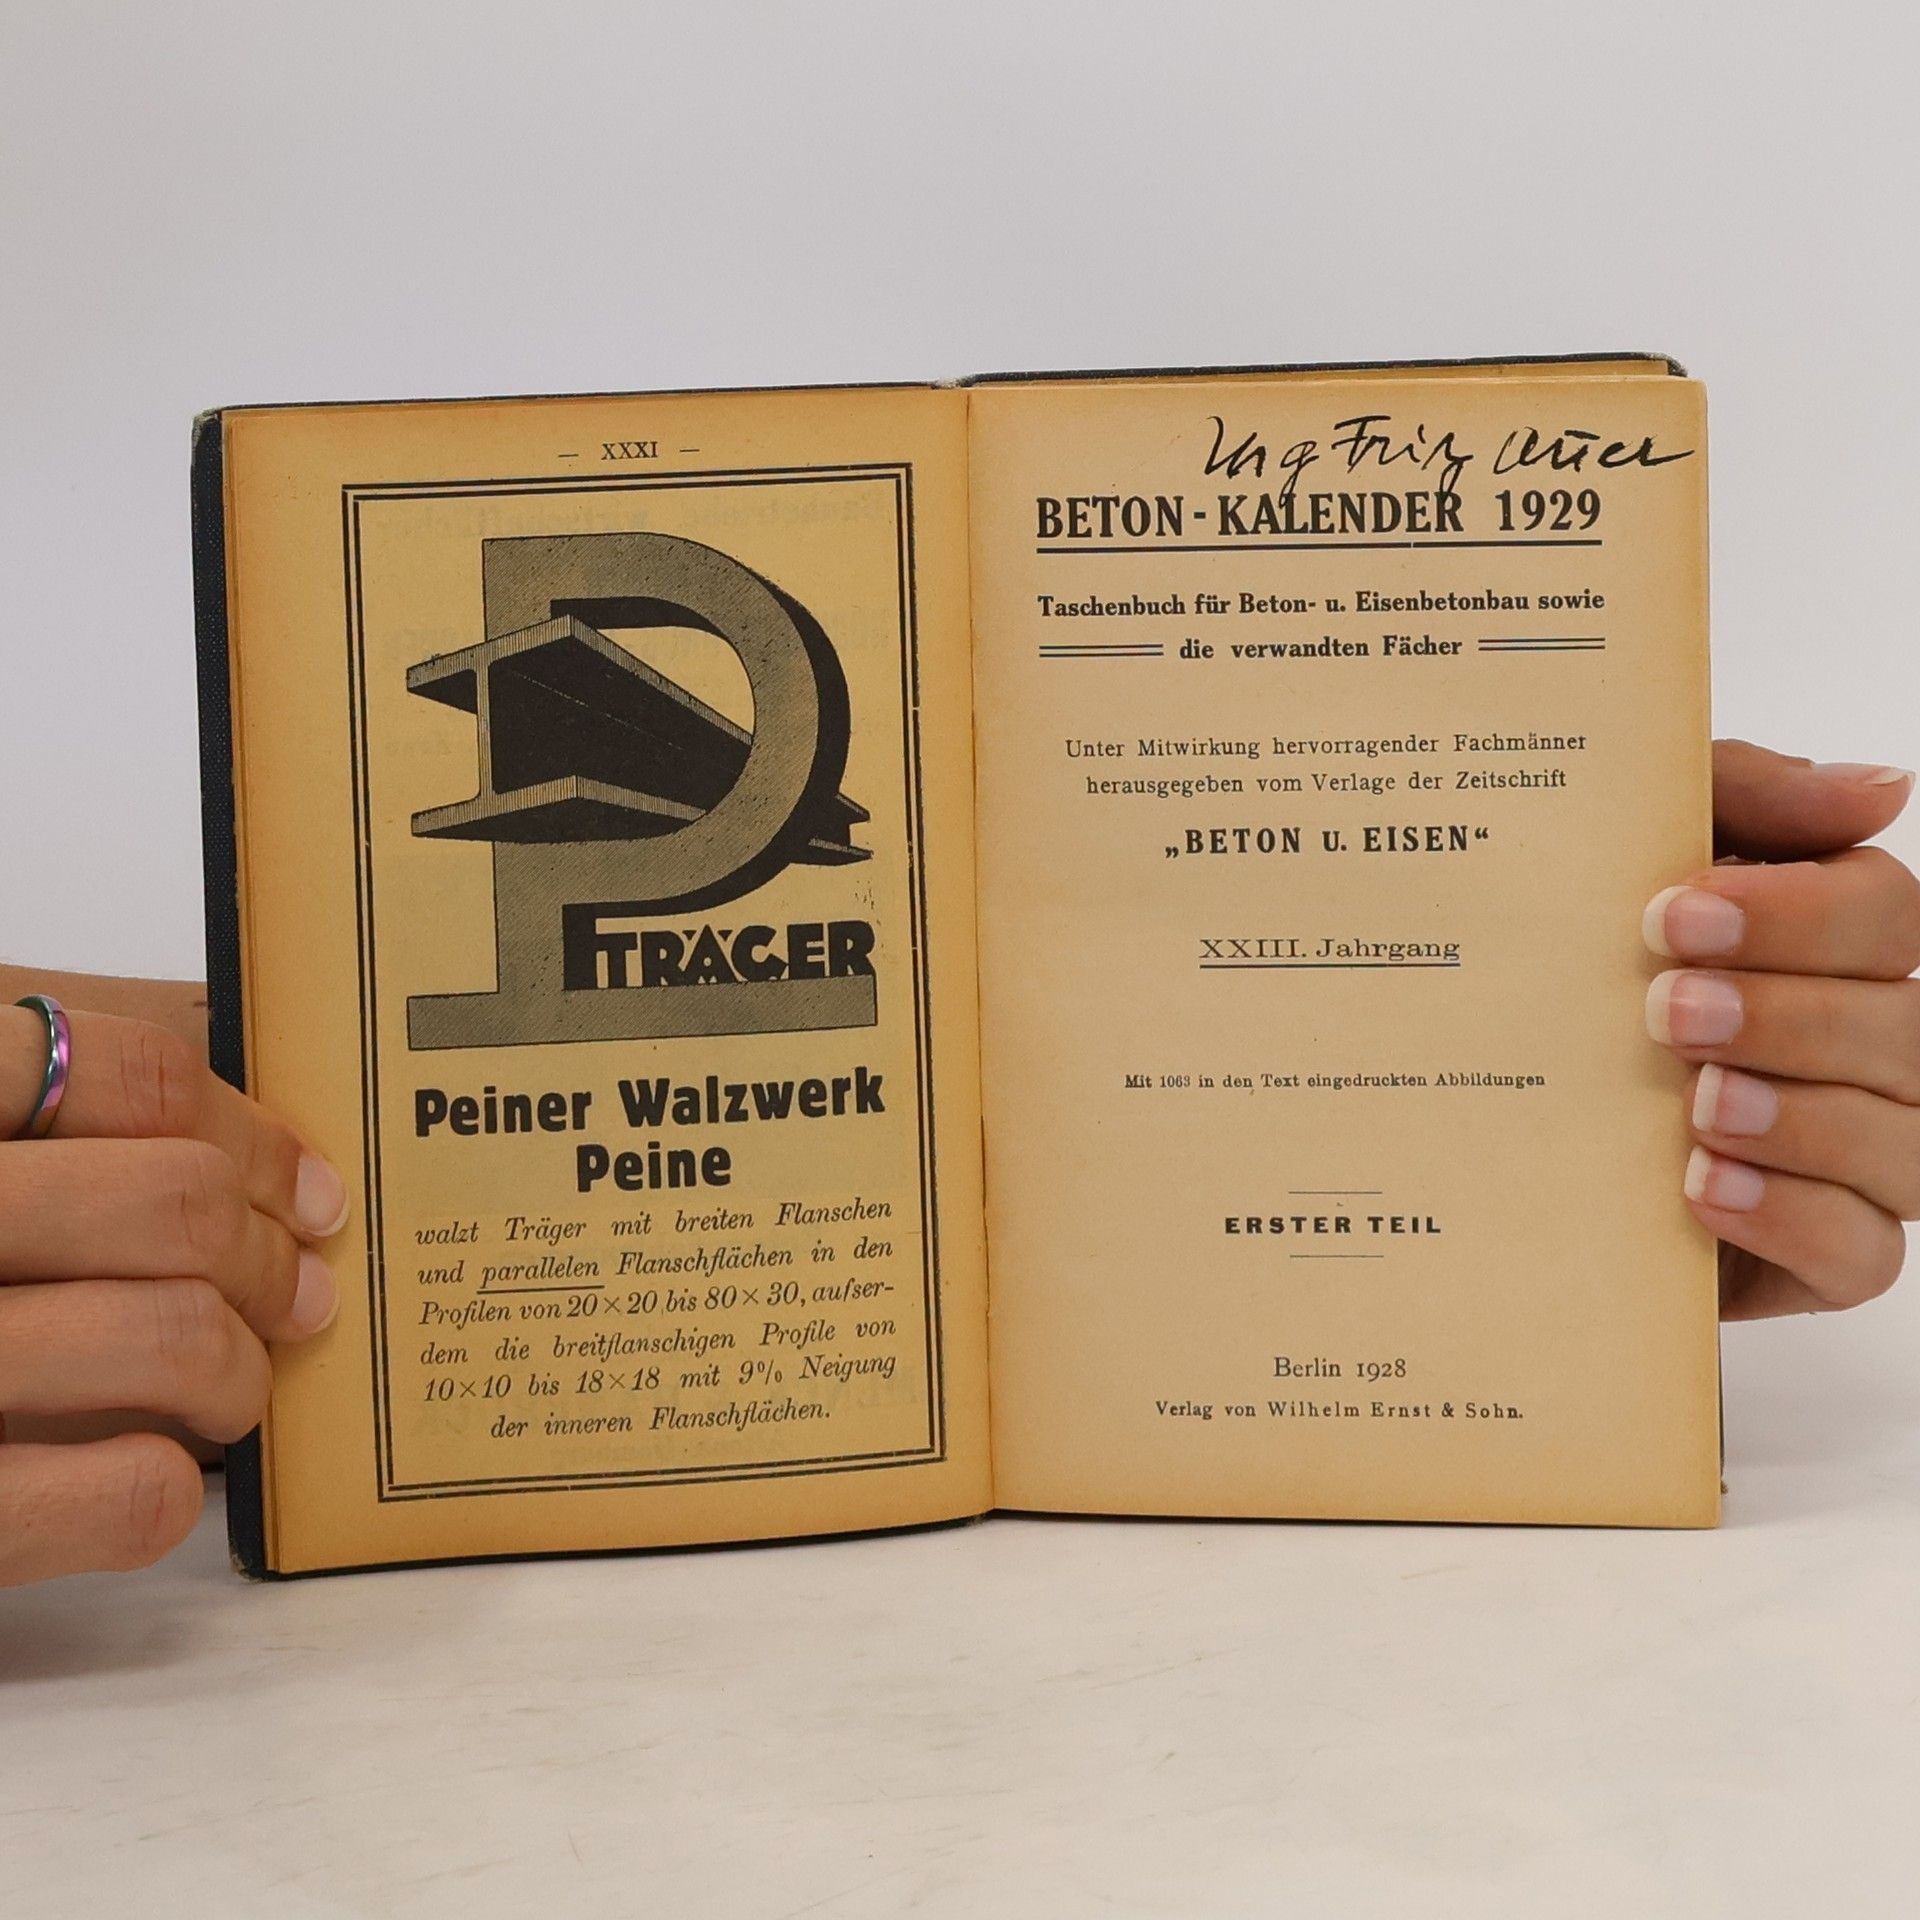 — XXXI —
P
TRÄGER
Peiner Walzwerk
Peine
walzt Träger mit breiten Flanschen
und parallelen Flanschflächen in den
Profilen von 20×20 bis 80×30, aufser-
dem die breitflanschigen Profile von
10×10 bis 18×18 mit 9% Neigung
der inneren Flanschflächen.
Ing Fritz Auer
BETON-KALENDER 1929
Taschenbuch für Beton- u. Eisenbetonbau sowie
die verwandten Fächer
Unter Mitwirkung hervorragender Fachmänner
herausgegeben vom Verlage der Zeitschrift
„BETON U. EISEN“
XXIII. Jahrgang
Mit 1063 in den Text eingedruckten Abbildungen
ERSTER TEIL
Berlin 1928
Verlag von Wilhelm Ernst & Sohn.